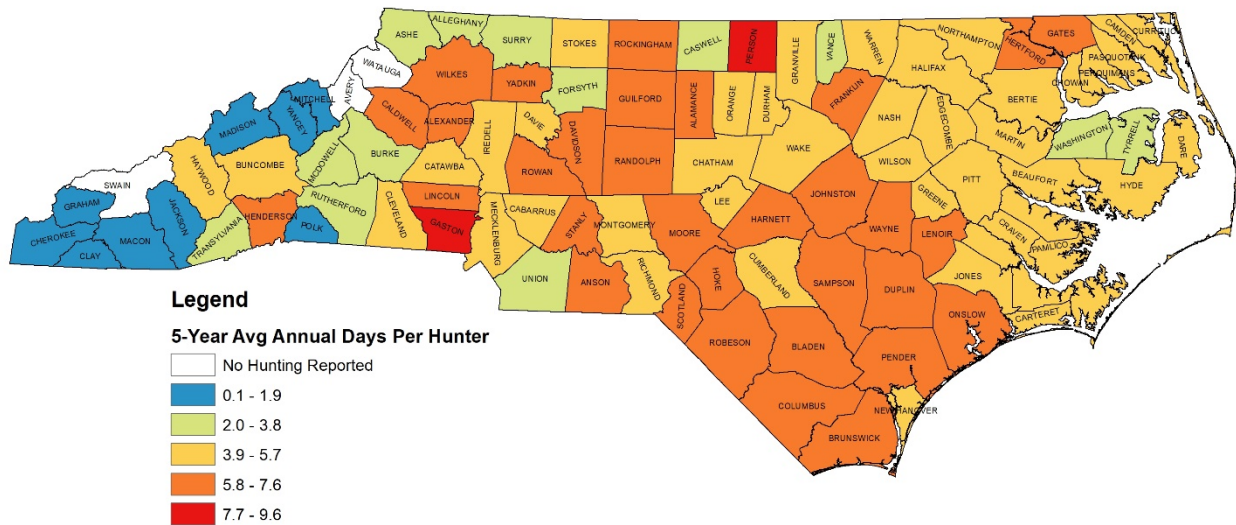 ALLEGHANY
ASHE
SURRY
STOKES
ROCKINGHAM
CASWELL
PERSON
GRANVILLE
VANCE
WARREN
NORTHAMPTON
HERTFORD
GATES
CAMDEN
CURRITUCK
PASQUOTANK
PERQUIMANS
CHOWAN
WATAUGA
WILKES
YADKIN
FORSYTH
GUILFORD
ALAMANCE
ORANGE
DURHAM
FRANKLIN
HALIFAX
BERTIE
AVERY
MITCHELL
YANCEY
MADISON
CALDWELL
ALEXANDER
IREDELL
DAVIE
DAVIDSON
RANDOLPH
CHATHAM
WAKE
NASH
EDGECOMBE
MARTIN
WASHINGTON
TYRRELL
DARE
HAYWOOD
BUNCOMBE
MCDOWELL
BURKE
CATAWBA
ROWAN
WILSON
PITT
BEAUFORT
HYDE
SWAIN
GRAHAM
JACKSON
RUTHERFORD
CLEVELAND
LINCOLN
CABARRUS
LEE
JOHNSTON
GREENE
CHEROKEE
MACON
CLAY
TRANSYLVANIA
HENDERSON
POLK
GASTON
MECKLENBURG
STANLY
MONTGOMERY
MOORE
HARNETT
WAYNE
LENOIR
CRAVEN
PAMLICO
UNION
ANSON
RICHMOND
SCOTLAND
HOKE
CUMBERLAND
SAMPSON
DUPLIN
JONES
CARTERET
ONSLOW
ROBESON
BLADEN
PENDER
COLUMBUS
NEW HANOVER
BRUNSWICK
Legend
5-Year Avg Annual Days Per Hunter
No Hunting Reported
0.1 - 1.9
2.0 - 3.8
3.9 - 5.7
5.8 - 7.6
7.7 - 9.6